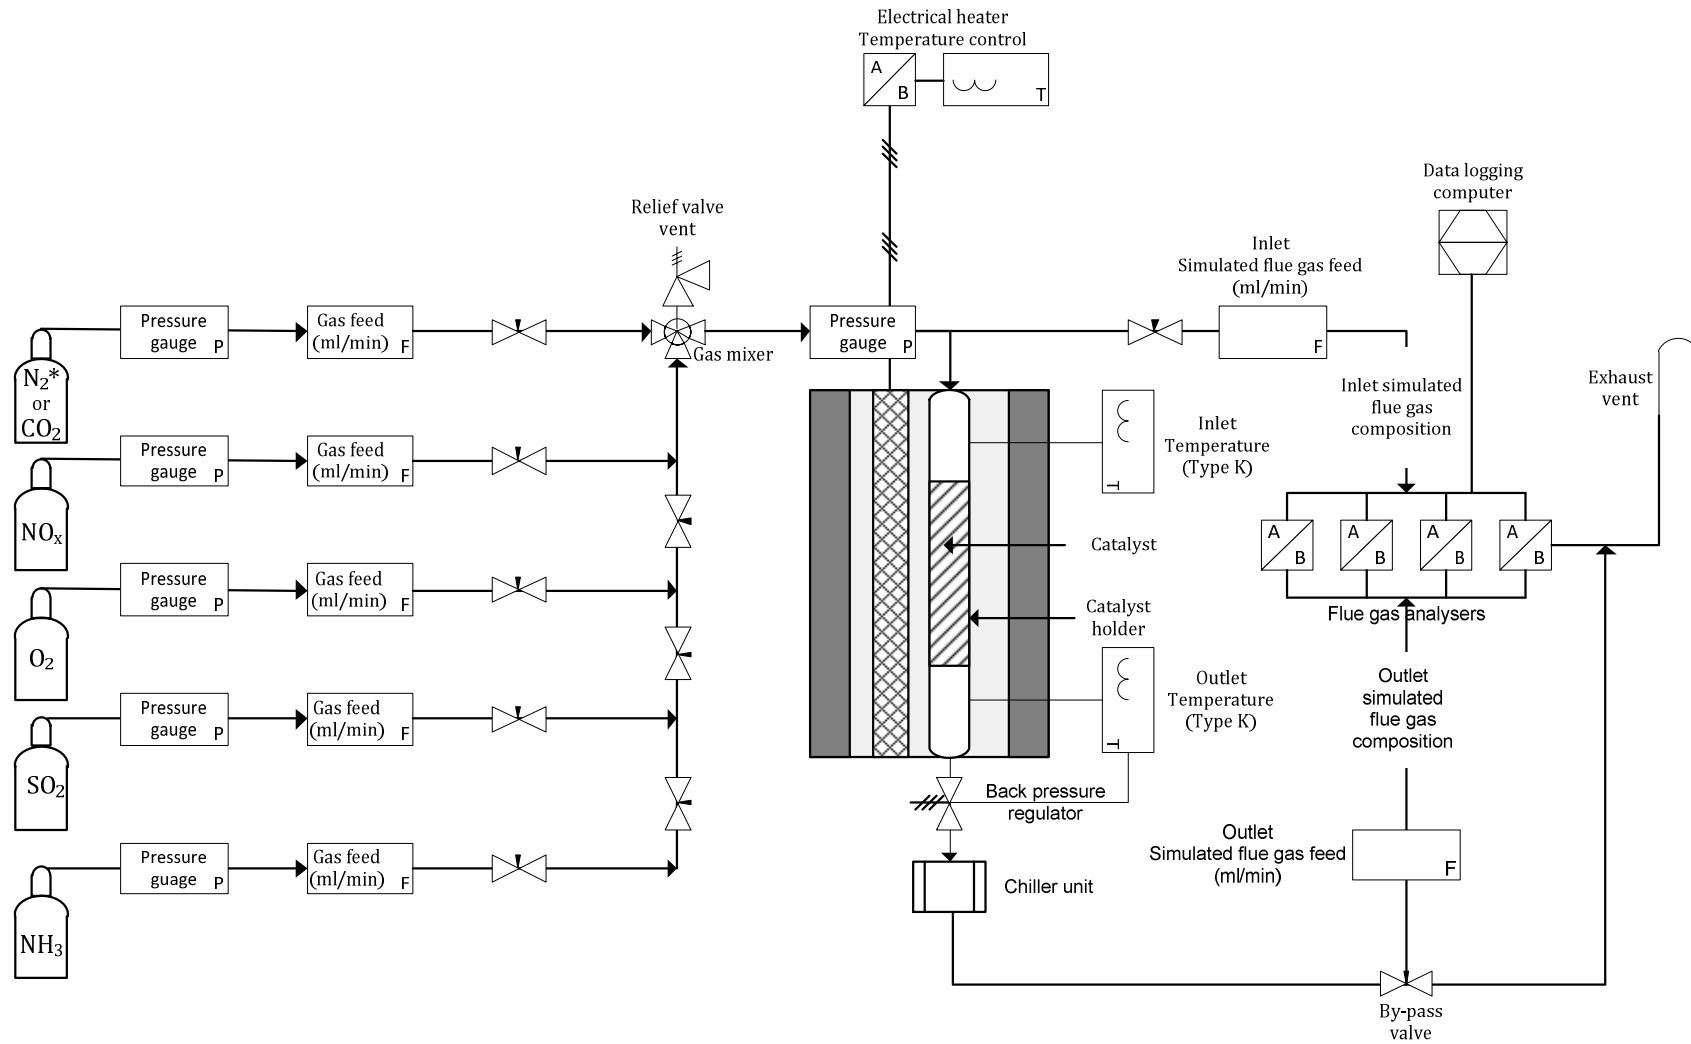 Electrical heater
Temperature control
A
B
T
Data logging
computer
Relief valve
vent
Inlet
Simulated flue gas feed
(ml/min)
F
Pressure
gauge
P
Gas feed
(ml/min)
F
Gas mixer
Pressure
gauge
P
N₂*
or
CO₂
Inlet simulated
flue gas
composition
Exhaust
vent
Inlet
Temperature
(Type K)
T
Pressure
gauge
P
Gas feed
(ml/min)
F
NOₓ
A
B
A
B
A
B
A
B
Catalyst
Pressure
gauge
P
Gas feed
(ml/min)
F
O₂
Catalyst
holder
Flue gas analysers
Outlet
Temperature
(Type K)
T
Outlet
simulated
flue gas
composition
Pressure
gauge
P
Gas feed
(ml/min)
F
SO₂
Back pressure
regulator
Outlet
Simulated flue gas feed
(ml/min)
F
Pressure
guage
P
Gas feed
(ml/min)
F
NH₃
Chiller unit
By-pass
valve